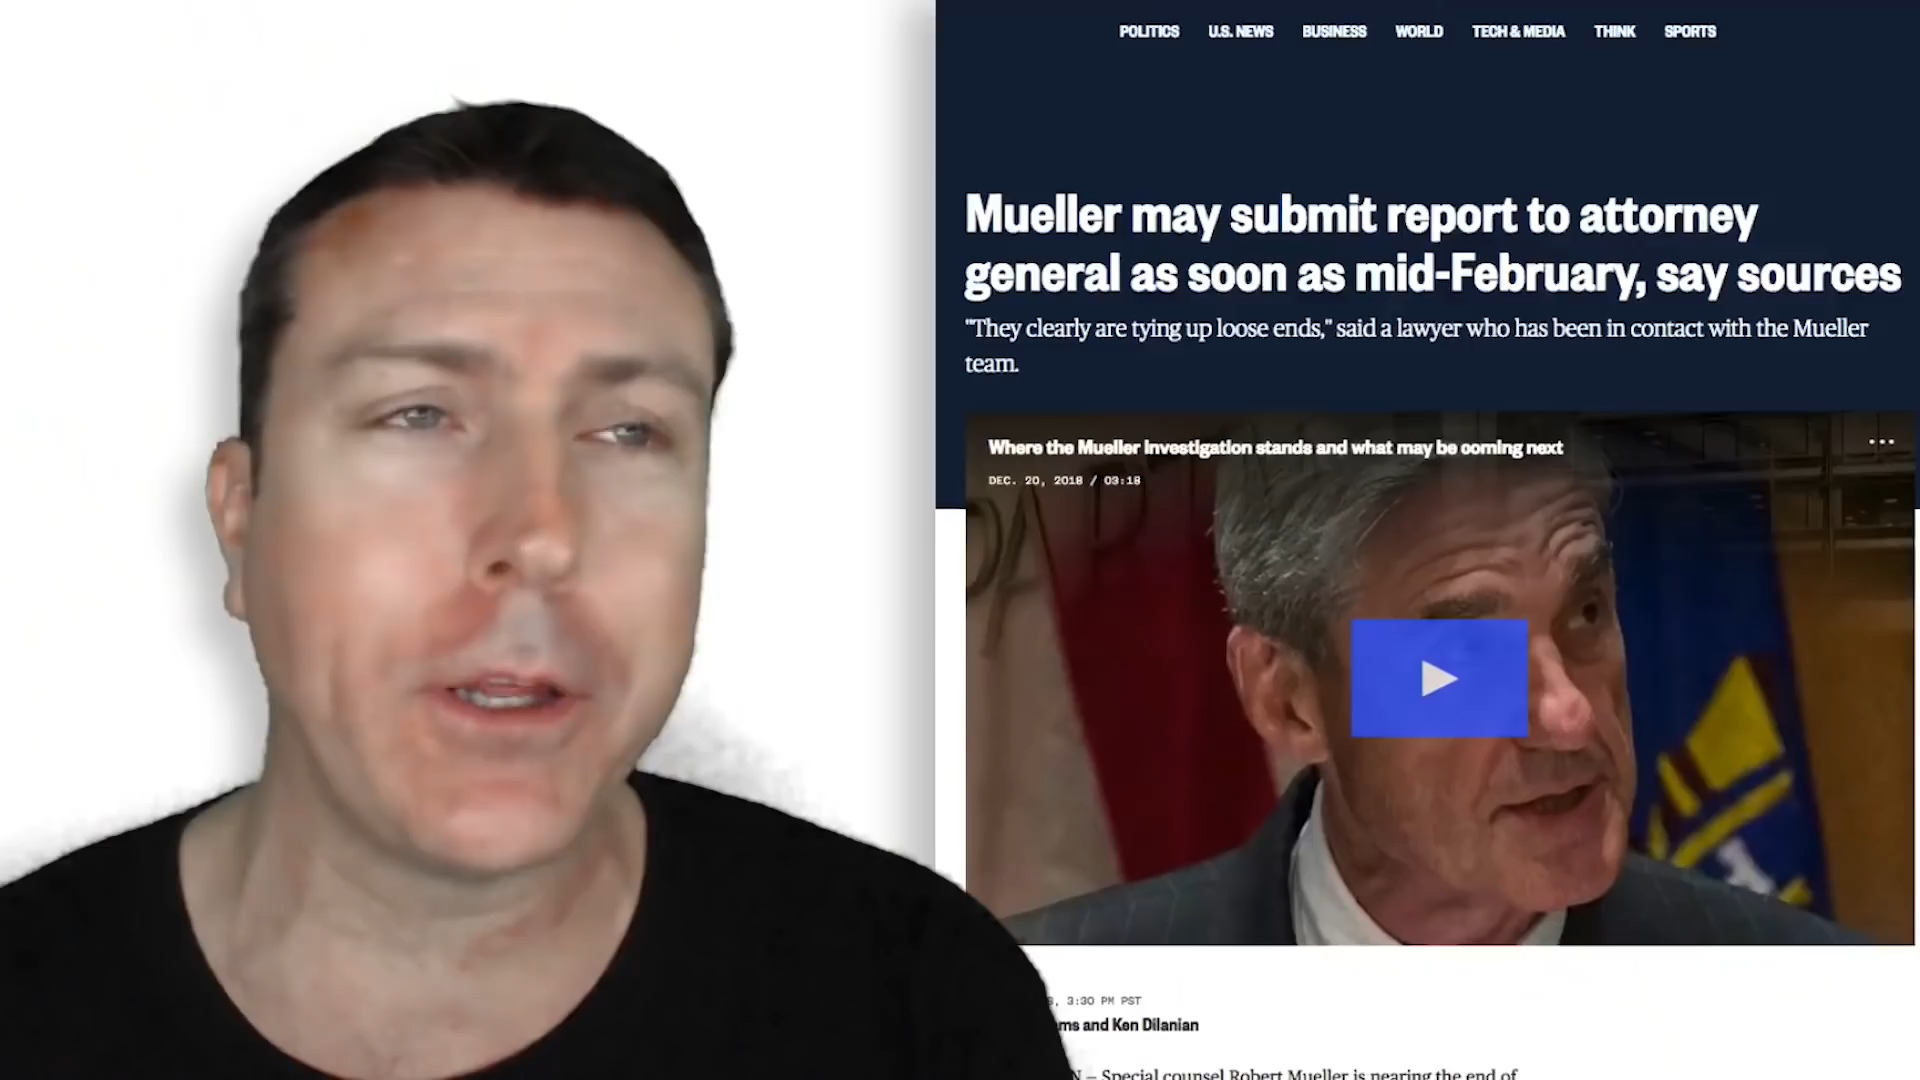 POLITICS U.S. NEWS BUSINESS WORLD TECH & MEDIA THINK SPORTS
Mueller may submit report to attorney
general as soon as mid-February, say sources
"They clearly are tying up loose ends," said a lawyer who has been in contact with the Mueller
team.
Where the Mueller investigation stands and what may be coming next
DEC. 20, 2018 / 03:18
3:30 PM PST
and Ken Dilanian
– Special counsel Robert Mueller is nearing the end of